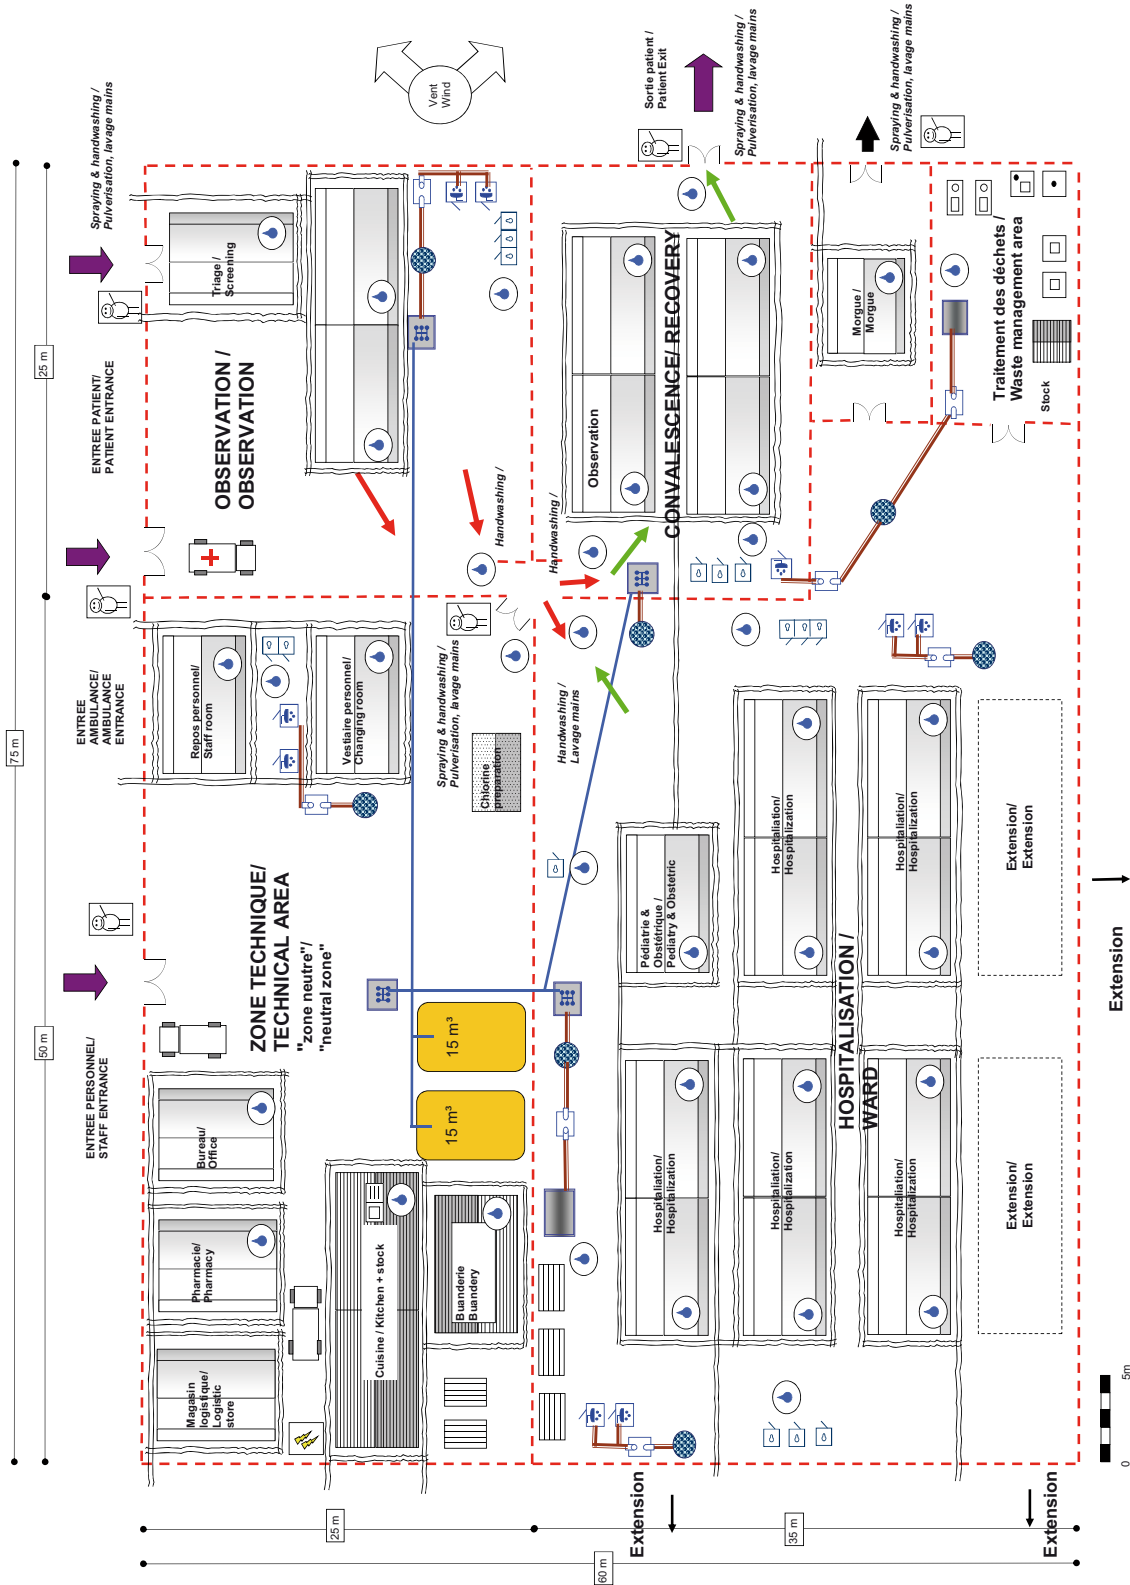 Spraying & handwashing /
Pulverisation, lavage mains
ENTREE PATIENT/
PATIENT ENTRANCE
ENTREE
AMBULANCE/
AMBULANCE
ENTRANCE
ENTREE PERSONNEL/
STAFF ENTRANCE
25 m
75 m
50 m
Vent
Wind
Sortie patient /
Patient Exit
Spraying & handwashing /
Pulverisation, lavage mains
Spraying & handwashing /
Pulverisation, lavage mains
Triage /
Screening
OBSERVATION /
OBSERVATION
Handwashing /
Handwashing /
Observation
CONVALESCENCE/ RECOVERY
Morgue /
Morgue
Traitement des déchets /
Waste management area
Stock
Repos personnel/
Staff room
Vestiaire personnel/
Changing room
Spraying & handwashing /
Pulverisation, lavage mains
Chlorine
preparation
Handwashing /
Lavage mains
ZONE TECHNIQUE/
TECHNICAL AREA
"zone neutre"/
"neutral zone"
15 m³
15 m³
Bureau/
Office
Pharmacie/
Pharmacy
Magasin
logistique/
Logistic
store
Cuisine / Kitchen + stock
Buanderie
Buandery
Pédiatrie &
Obstétrique /
Pediatry & Obstetric
Hospitaliation/
Hospitalization
Hospitaliation/
Hospitalization
Hospitaliation/
Hospitalization
Hospitaliation/
Hospitalization
Hospitaliation/
Hospitalization
HOSPITALISATION /
WARD
Extension/
Extension
Extension/
Extension
Extension
Extension
Extension
25 m
35 m
60 m
0
5m